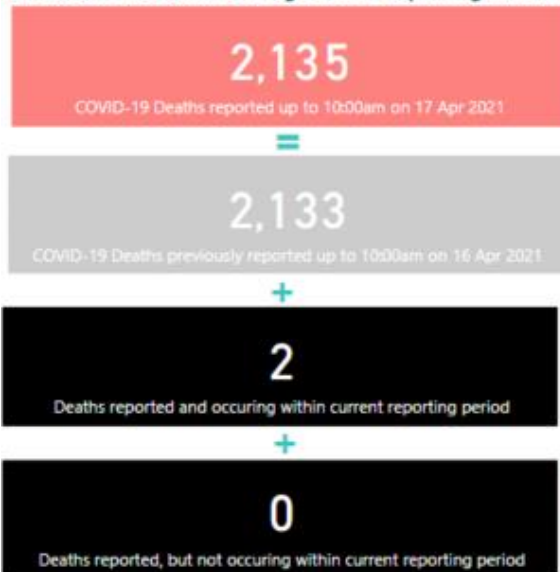 2,135
COVID-19 Deaths reported up to 10:00am on 17 Apr 2021
=
2,133
COVID-19 Deaths previously reported up to 10:00am on 16 Apr 2021
+
2
Deaths reported and occuring within current reporting period
+
0
Deaths reported, but not occuring within current reporting period